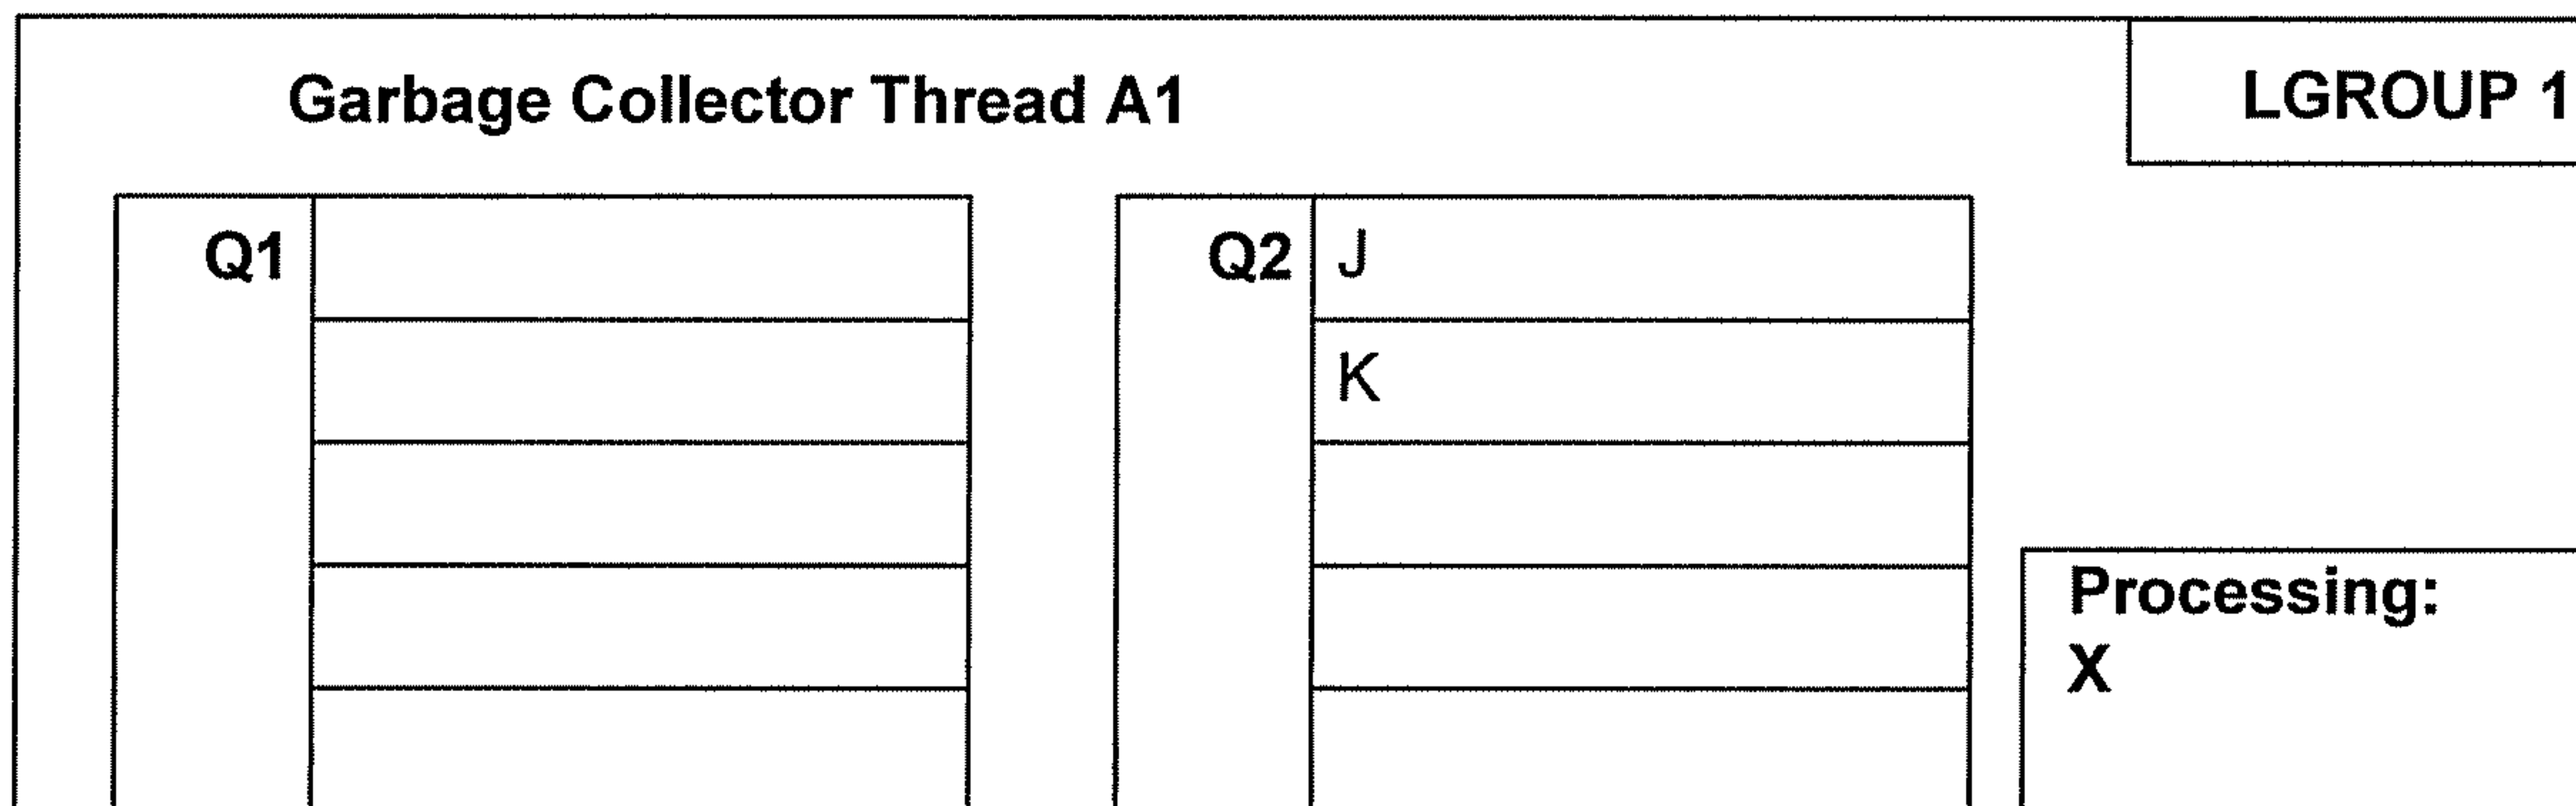 Garbage Collector Thread A1
LGROUP 1
Q1
Q2
J
K
Processing:
X